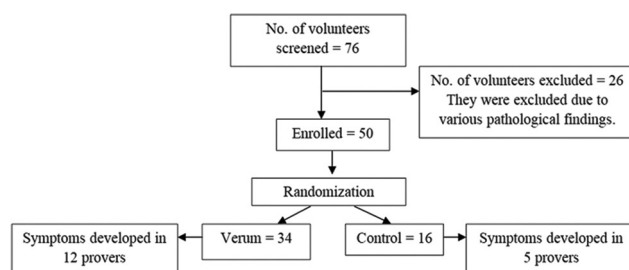 No. of volunteers
screened = 76
No. of volunteers excluded = 26
They were excluded due to
various pathological findings.
Enrolled = 50
Randomization
Symptoms developed in
12 provers
Verum = 34
Control = 16
Symptoms developed in
5 provers